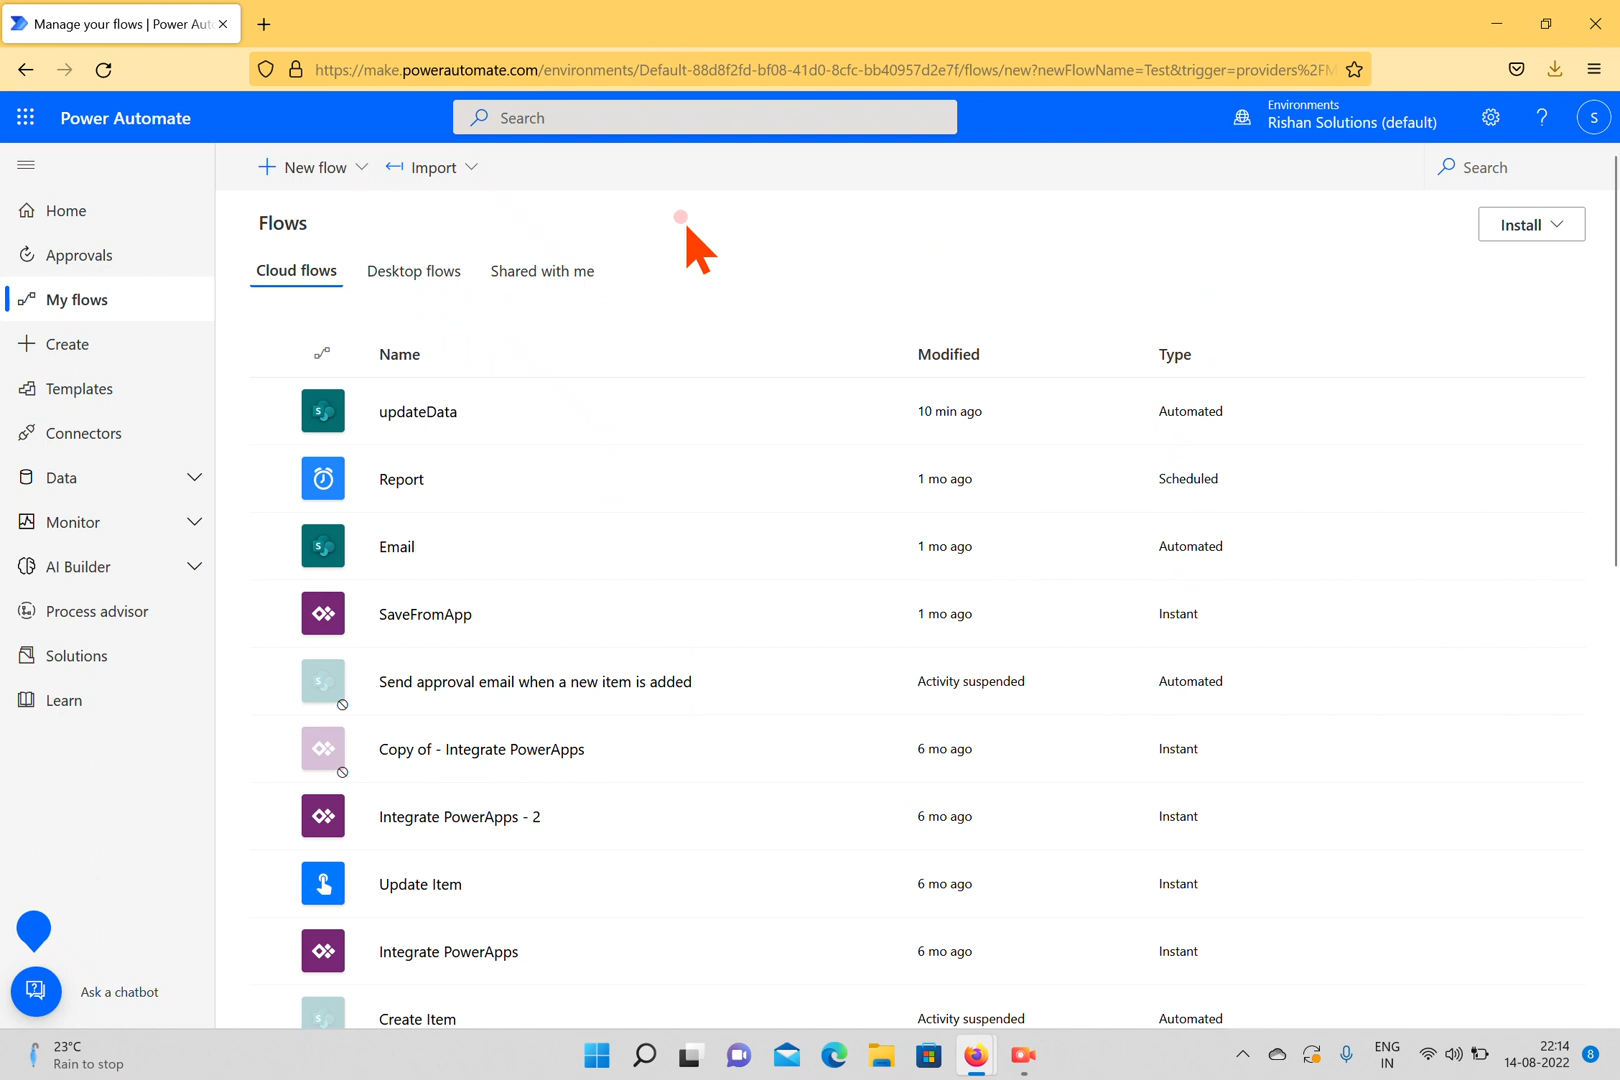 Manage your flows | Power Aut
https://make.powerautomate.com/environments/Default-88d8f2fd-bf08-41d0-8cfc-bb40957d2e7f/flows/new?newFlowName=Test&trigger=providers%2FM
Power Automate
Search
Environments
Rishan Solutions (default)
S
New flow
Import
Search
Home
Approvals
My flows
Create
Templates
Connectors
Data
Monitor
AI Builder
Process advisor
Solutions
Learn
Ask a chatbot
Flows
Install
Cloud flows Desktop flows Shared with me
Name Modified Type
updateData 10 min ago Automated
Report 1 mo ago Scheduled
Email 1 mo ago Automated
SaveFromApp 1 mo ago Instant
Send approval email when a new item is added Activity suspended Automated
Copy of - Integrate PowerApps 6 mo ago Instant
Integrate PowerApps - 2 6 mo ago Instant
Update Item 6 mo ago Instant
Integrate PowerApps 6 mo ago Instant
Create Item Activity suspended Automated
23°C
Rain to stop
ENG
IN
22:14
14-08-2022
8